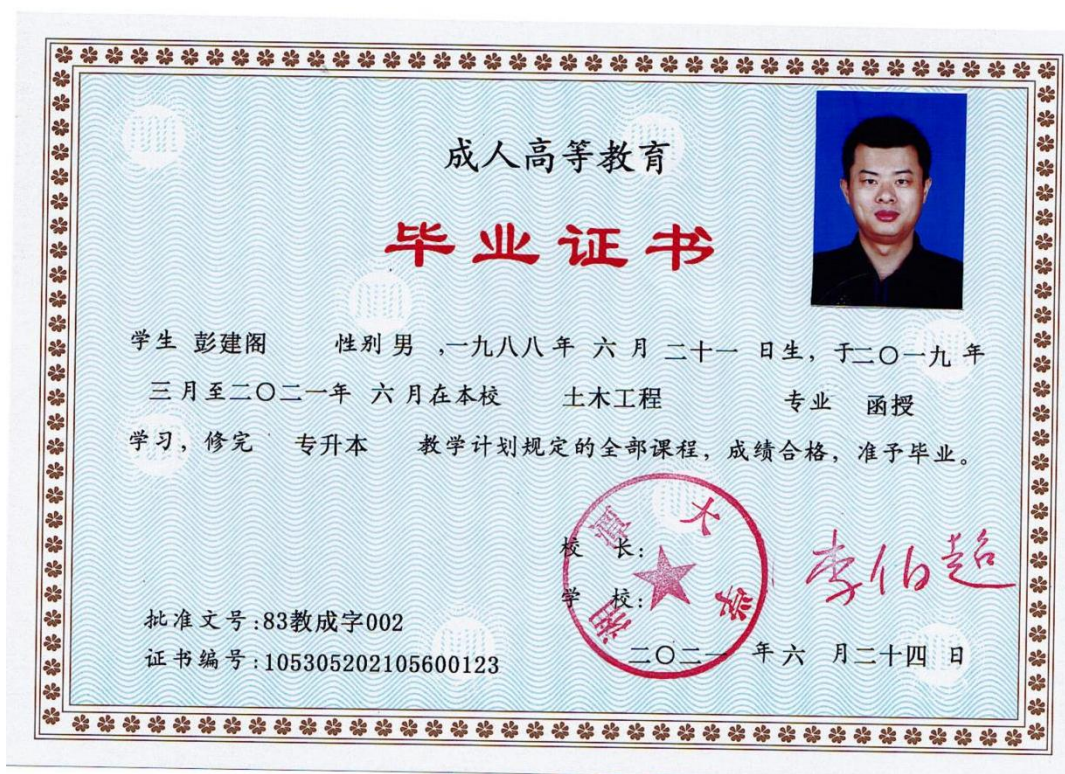 成人高等教育
毕业证书
学生 彭建阁 性别 男 ,一九八八年 六 月 二十一 日生, 于二〇一九 年
三月至二〇二一年 六 月在本校 土木工程 专业 函授
学习, 修完 专升本 教学计划规定的全部课程, 成绩合格, 准予毕业。
湘潭大学
校 长: 李伯超
学 校:
批准文号:83教成字002
证书编号:105305202105600123
二〇二一 年六 月二十四 日